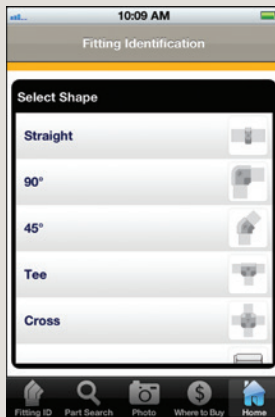 10:09 AM
Fitting Identification
Select Shape
Straight
90°
45°
Tee
Cross
Fitting ID Part Search Photo Where to Buy Home